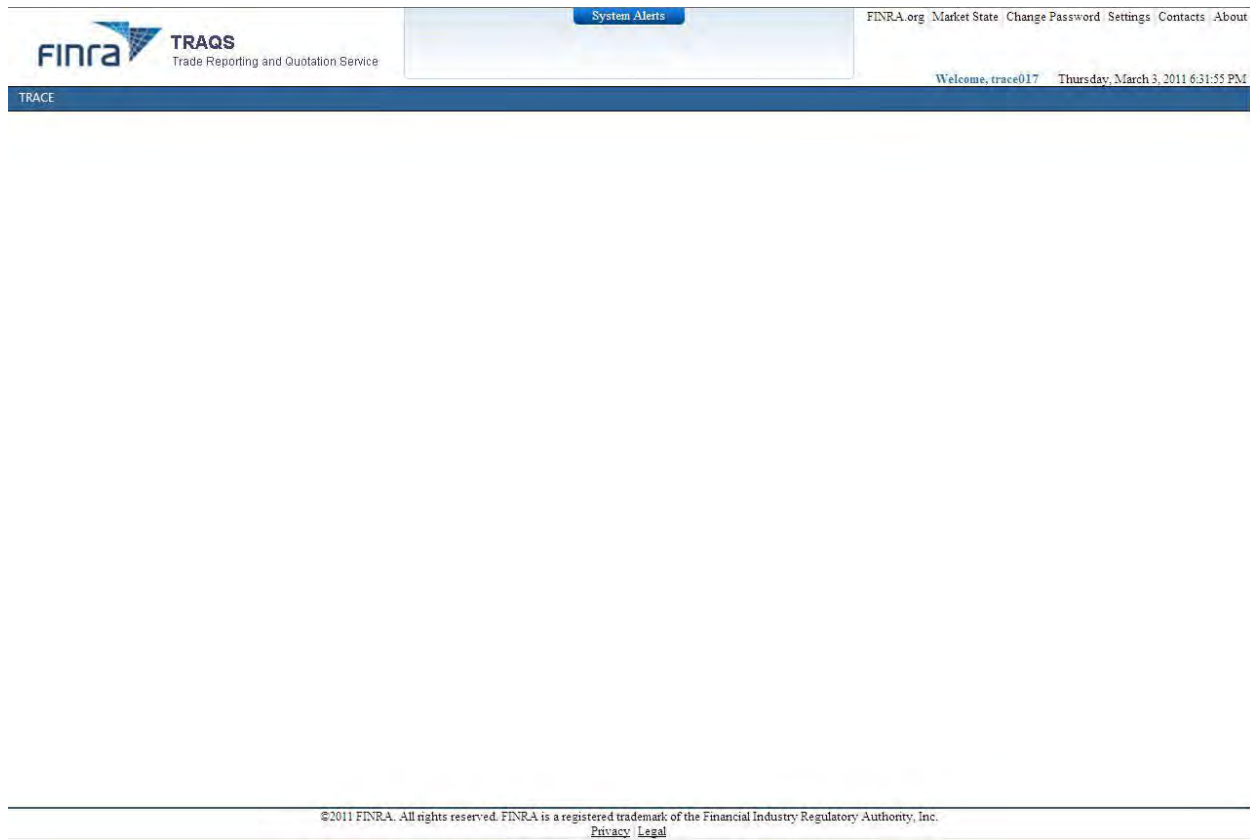 System Alerts
FINRA.org Market State Change Password Settings Contacts About
Finra
TRAQS
Trade Reporting and Quotation Service
Welcome, trace017 Thursday, March 3, 2011 6:31:55 PM
TRACE
©2011 FINRA. All rights reserved. FINRA is a registered trademark of the Financial Industry Regulatory Authority, Inc.
Privacy | Legal